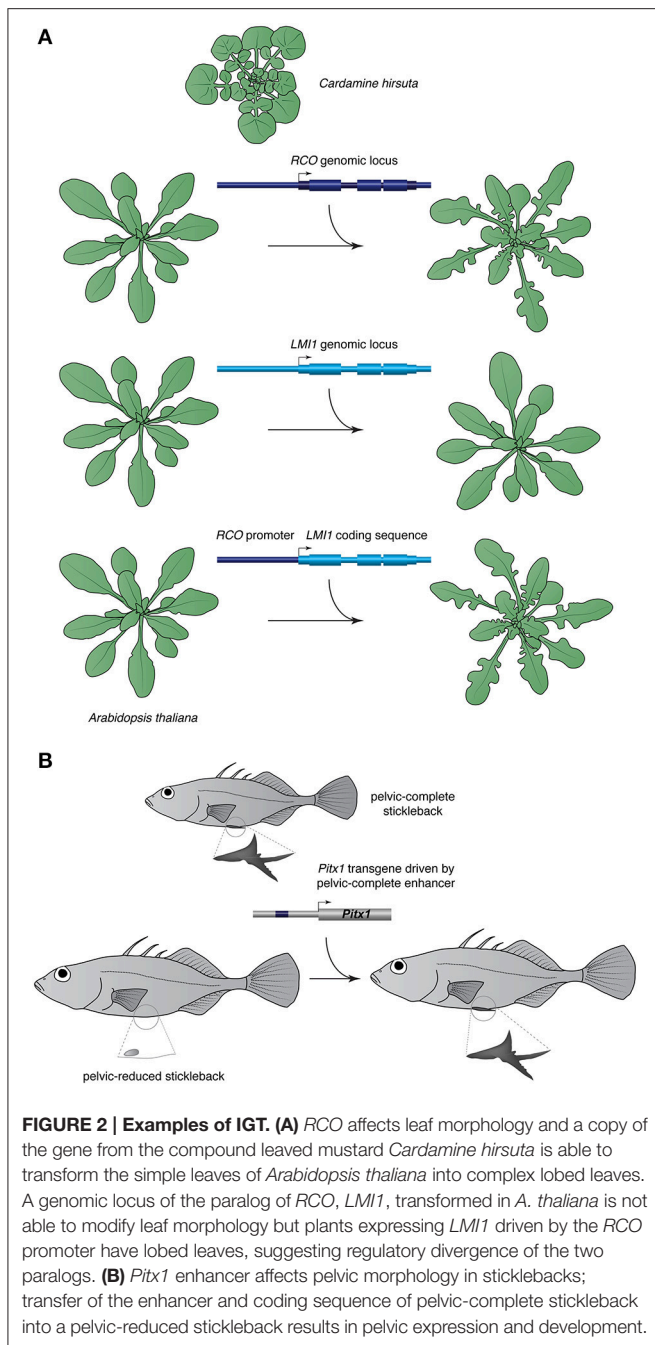 A
Cardamine hirsuta
RCO genomic locus
LMI1 genomic locus
RCO promoter LMI1 coding sequence
Arabidopsis thaliana
B
pelvic-complete
stickleback
Pitx1 transgene driven by
pelvic-complete enhancer
Pitx1
pelvic-reduced stickleback
FIGURE 2 | Examples of IGT. (A) RCO affects leaf morphology and a copy of
the gene from the compound leaved mustard Cardamine hirsuta is able to
transform the simple leaves of Arabidopsis thaliana into complex lobed leaves.
A genomic locus of the paralog of RCO, LMI1, transformed in A. thaliana is not
able to modify leaf morphology but plants expressing LMI1 driven by the RCO
promoter have lobed leaves, suggesting regulatory divergence of the two
paralogs. (B) Pitx1 enhancer affects pelvic morphology in sticklebacks;
transfer of the enhancer and coding sequence of pelvic-complete stickleback
into a pelvic-reduced stickleback results in pelvic expression and development.